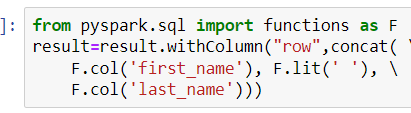 ]: from pyspark.sql import functions as F
result=result.withColumn("row",concat( \
F.col('first_name'), F.lit(' '), \
F.col('last_name')))